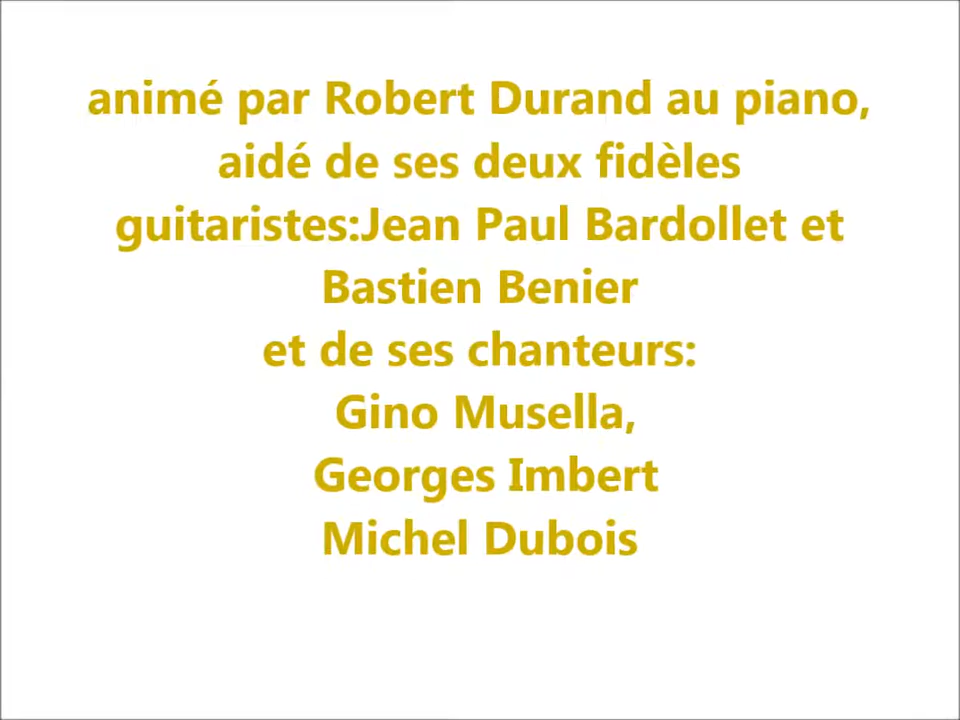 animé par Robert Durand au piano,
aidé de ses deux fidèles
guitaristes:Jean Paul Bardollet et
Bastien Benier
et de ses chanteurs:
Gino Musella,
Georges Imbert
Michel Dubois